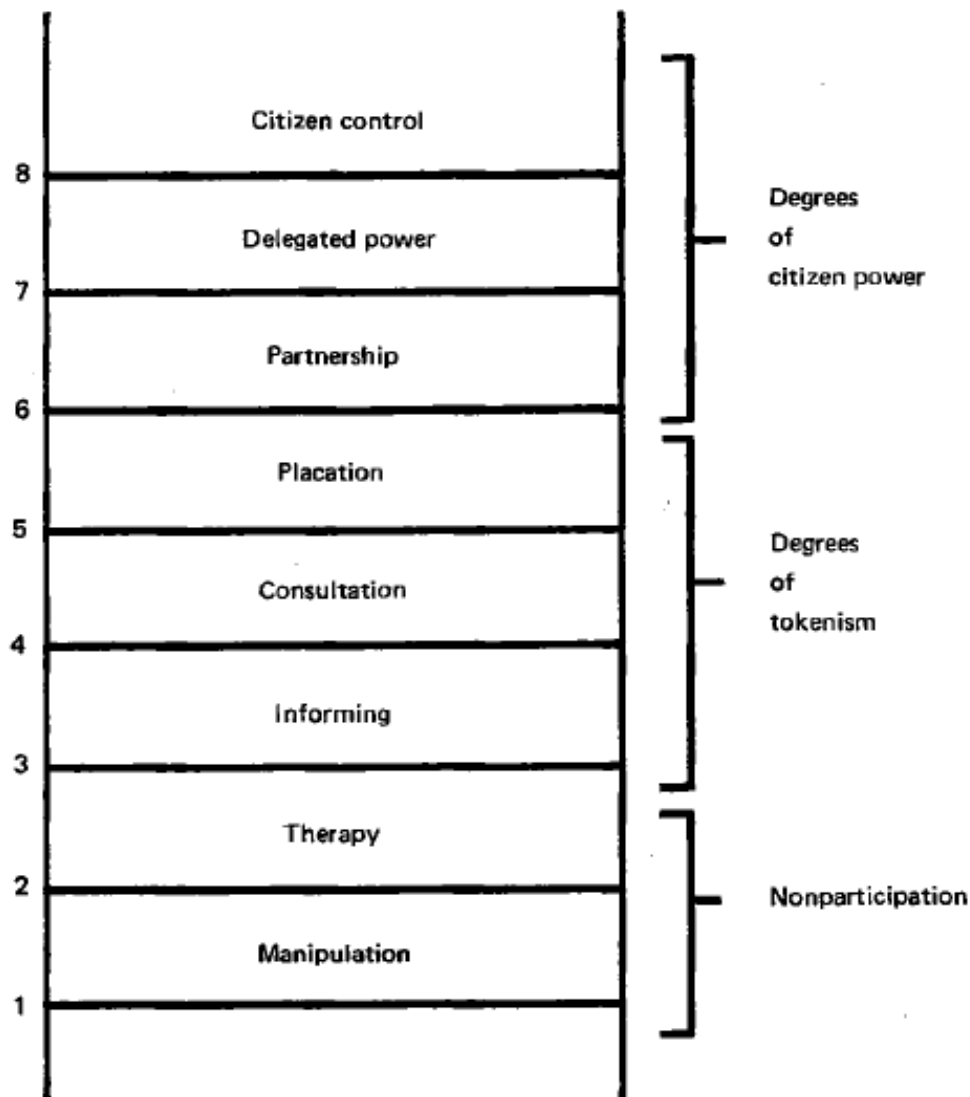 Citizen control
8
Delegated power
7
Partnership
6
Placation
5
Consultation
4
Informing
3
Therapy
2
Manipulation
1
Degrees
of
citizen power
Degrees
of
tokenism
Nonparticipation